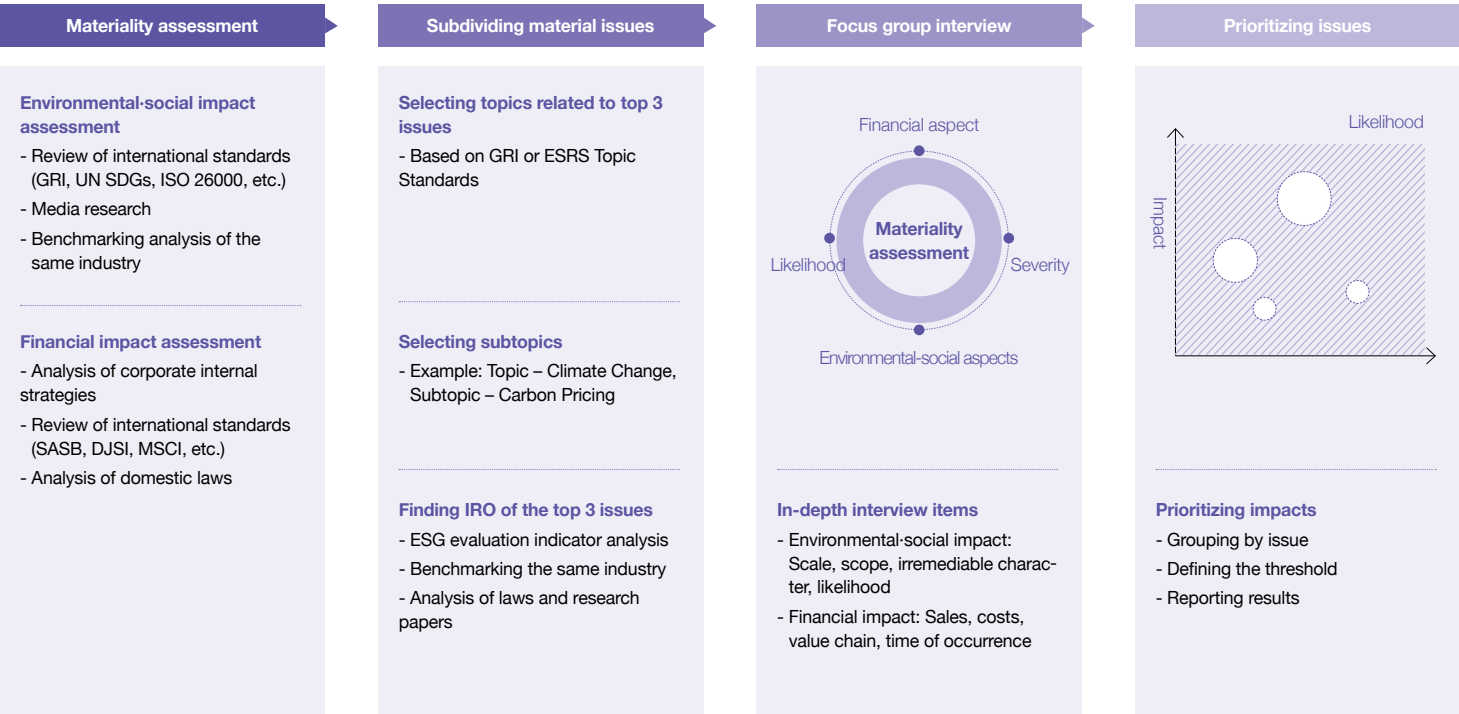 Materiality assessment
Environmental·social impact
assessment
- Review of international standards
(GRI, UN SDGs, ISO 26000, etc.)
- Media research
- Benchmarking analysis of the
same industry
Financial impact assessment
- Analysis of corporate internal
strategies
- Review of international standards
(SASB, DJSI, MSCI, etc.)
- Analysis of domestic laws
Subdividing material issues
Selecting topics related to top 3
issues
- Based on GRI or ESRS Topic
Standards
Selecting subtopics
- Example: Topic – Climate Change,
Subtopic – Carbon Pricing
Finding IRO of the top 3 issues
- ESG evaluation indicator analysis
- Benchmarking the same industry
- Analysis of laws and research
papers
Focus group interview
Financial aspect
Materiality
assessment
Likelihood
Severity
Environmental-social aspects
In-depth interview items
- Environmental·social impact:
Scale, scope, irremediable charac-
ter, likelihood
- Financial impact: Sales, costs,
value chain, time of occurrence
Prioritizing issues
Likelihood
Impact
Prioritizing impacts
- Grouping by issue
- Defining the threshold
- Reporting results